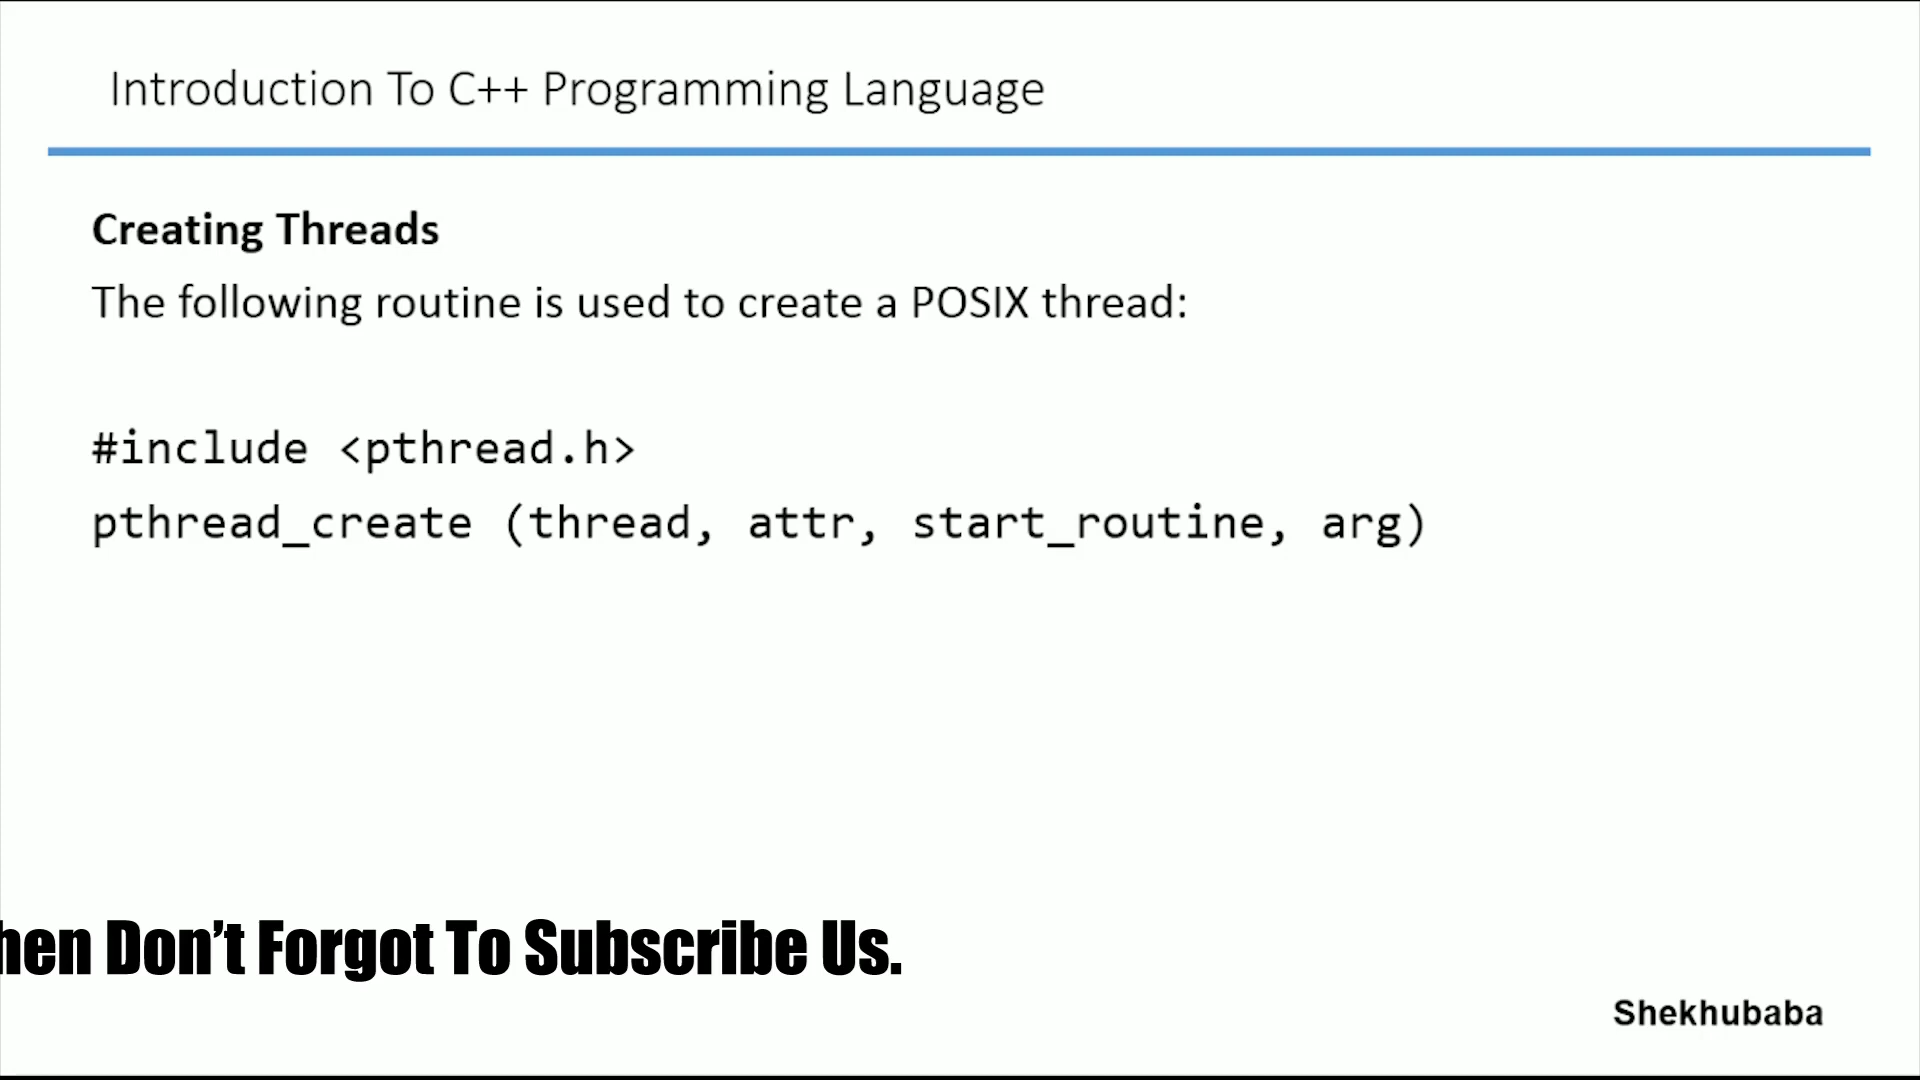 Introduction To C++ Programming Language
Creating Threads
The following routine is used to create a POSIX thread:
#include <pthread.h>
pthread_create (thread, attr, start_routine, arg)
Don't Forgot To Subscribe Us.
Shekhubaba